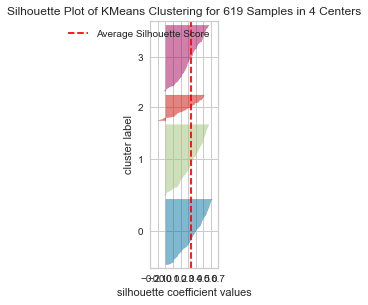 Silhouette Plot of KMeans Clustering for 619 Samples in 4 Centers
Average Silhouette Score
3
2
1
0
cluster label
silhouette coefficient values